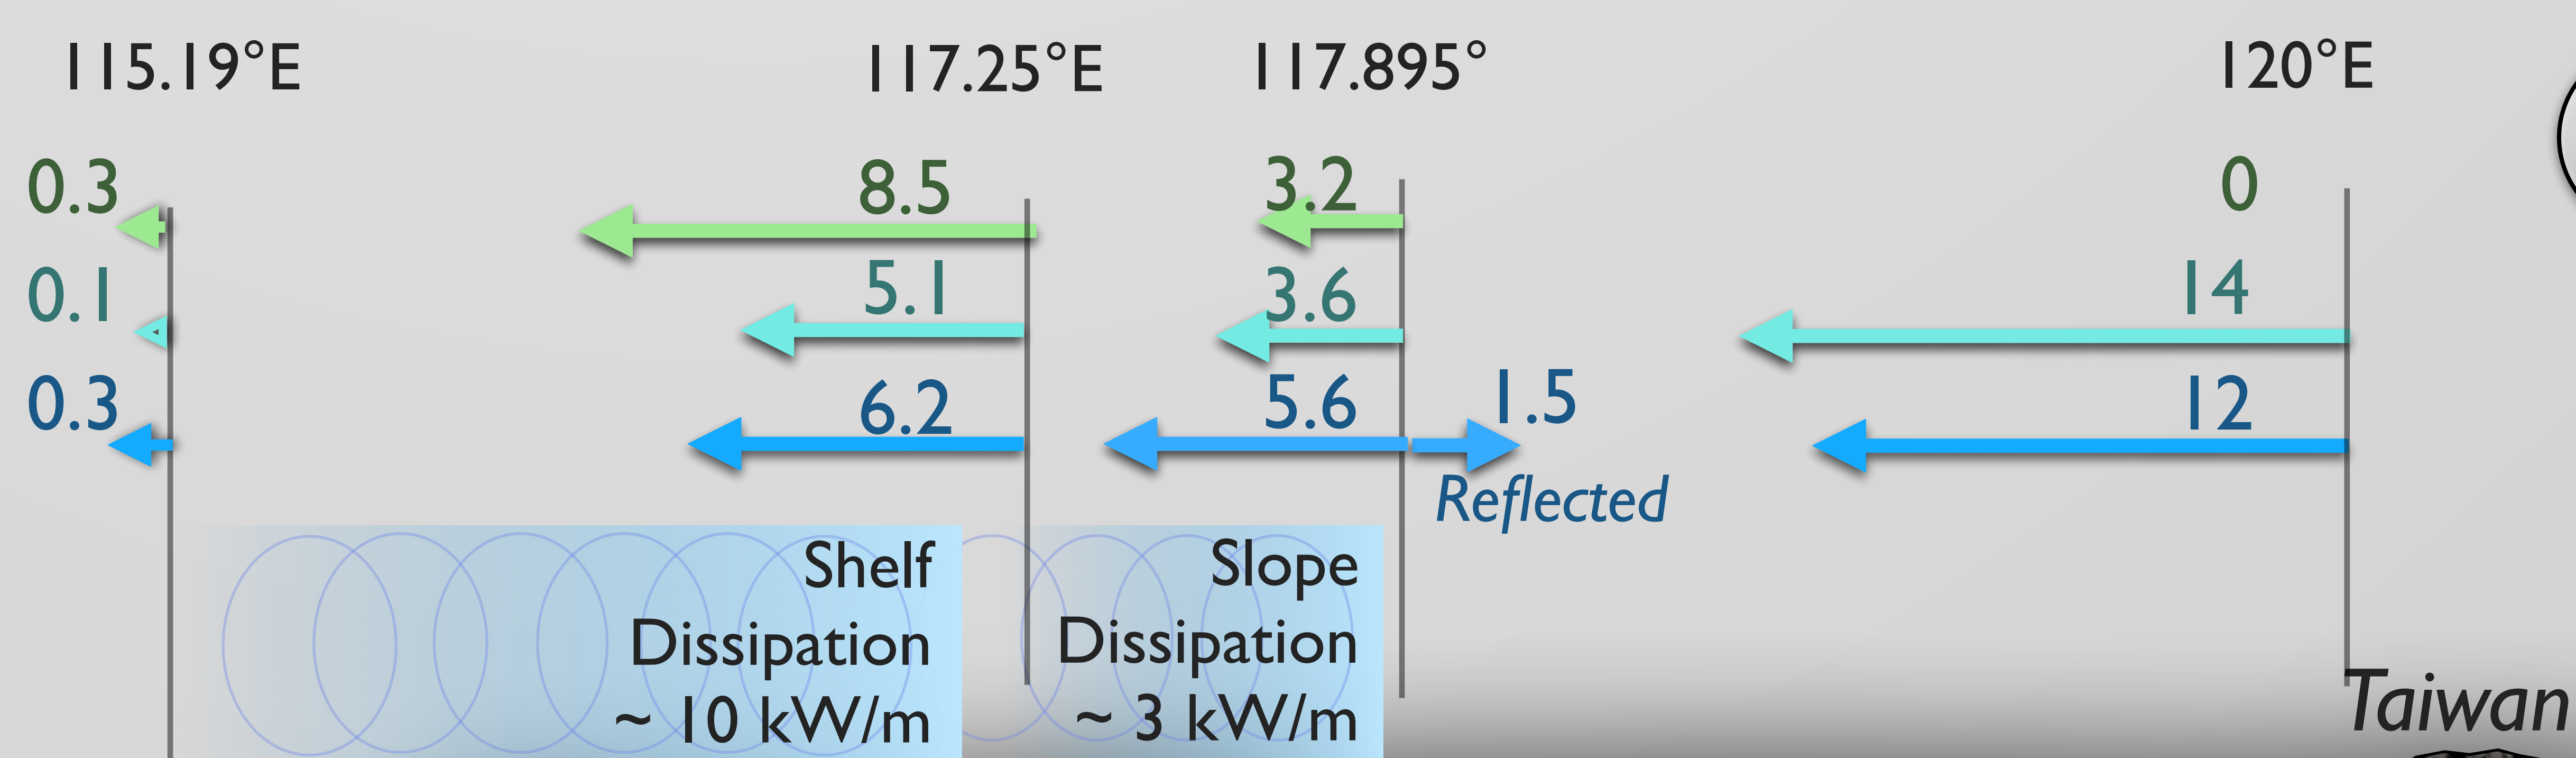 115.19°E
117.25°E
117.895°
120°E
0.3
8.5
3.2
0
0.1
5.1
3.6
14
0.3
6.2
5.6
1.5
12
Reflected
Shelf
Dissipation
~ 10 kW/m
Slope
Dissipation
~ 3 kW/m
Taiwan